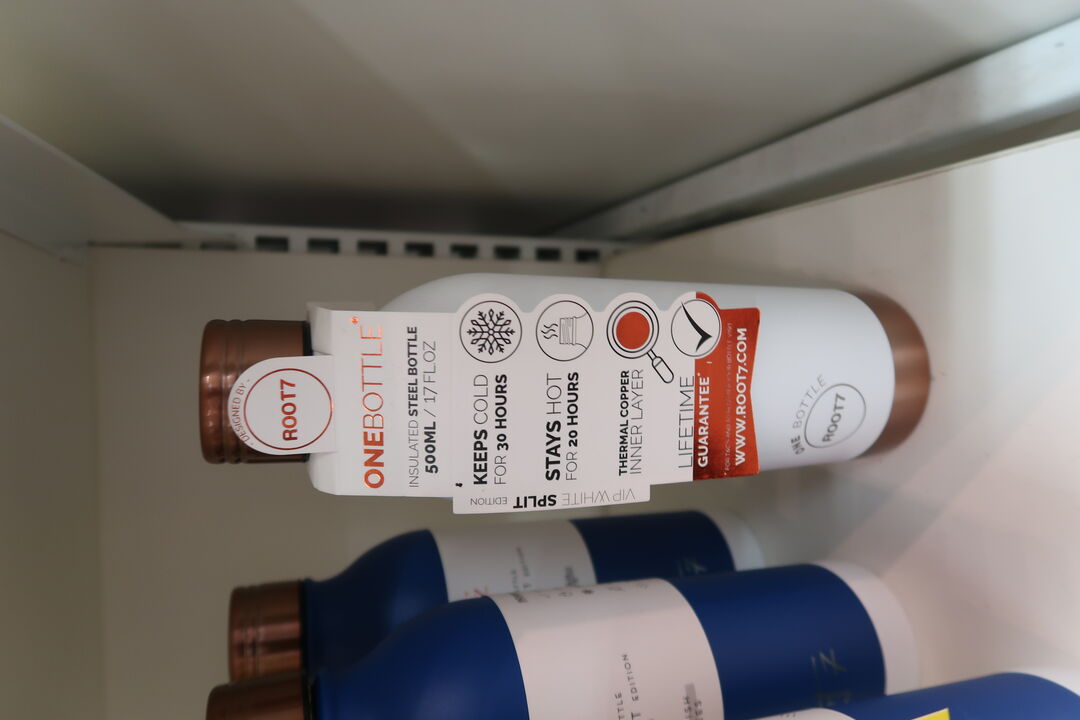 - DESIGNED BY -
ROOT7
ONEBOTTLE
INSULATED STEEL BOTTLE
500ML / 17 FL.OZ
KEEPS COLD
FOR 30 HOURS
STAYS HOT
FOR 20 HOURS
THERMAL COPPER
INNER LAYER
LIFETIME
GUARANTEE*
WWW.ROOT7.COM
VIP WHITE
SPLIT
EDITION
ONE BOTTLE
ROOT7
EDITION